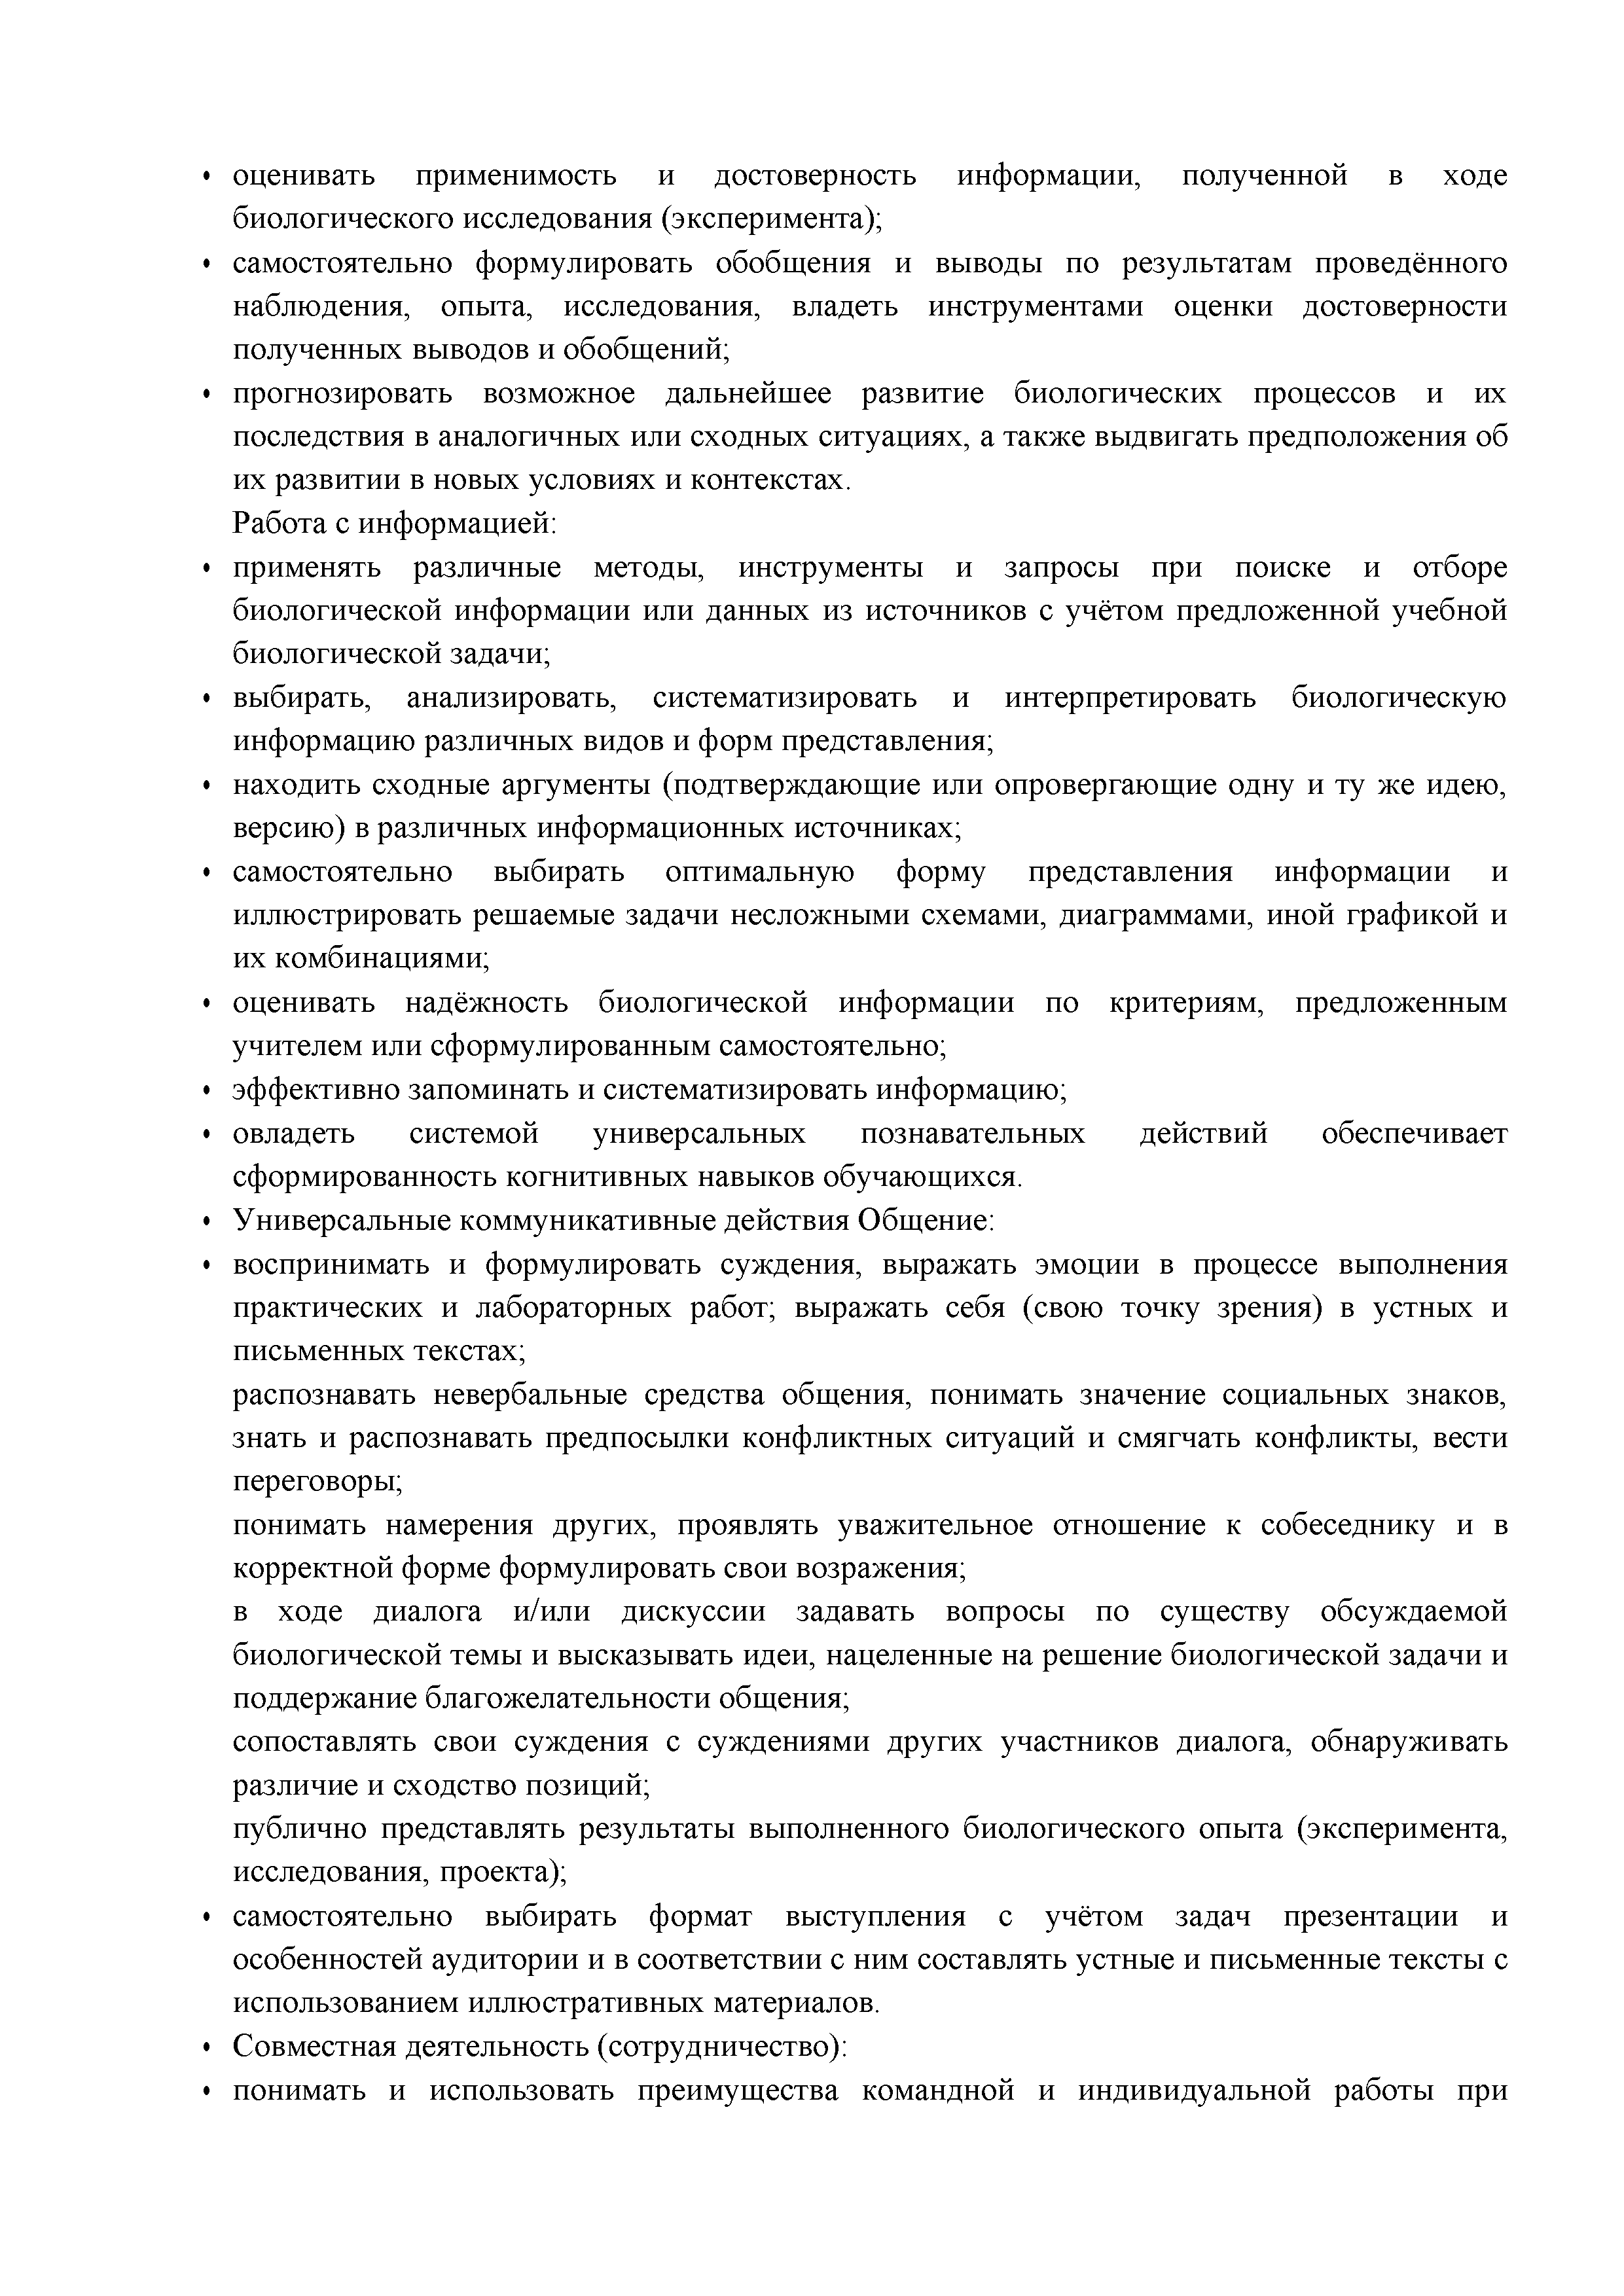 • оценивать применимость и достоверность информации, полученной в ходе
биологического исследования (эксперимента);
• самостоятельно формулировать обобщения и выводы по результатам проведённого
наблюдения, опыта, исследования, владеть инструментами оценки достоверности
полученных выводов и обобщений;
• прогнозировать возможное дальнейшее развитие биологических процессов и их
последствия в аналогичных или сходных ситуациях, а также выдвигать предположения об
их развитии в новых условиях и контекстах.
Работа с информацией:
• применять различные методы, инструменты и запросы при поиске и отборе
биологической информации или данных из источников с учётом предложенной учебной
биологической задачи;
• выбирать, анализировать, систематизировать и интерпретировать биологическую
информацию различных видов и форм представления;
• находить сходные аргументы (подтверждающие или опровергающие одну и ту же идею,
версию) в различных информационных источниках;
• самостоятельно выбирать оптимальную форму представления информации и
иллюстрировать решаемые задачи несложными схемами, диаграммами, иной графикой и
их комбинациями;
• оценивать надёжность биологической информации по критериям, предложенным
учителем или сформулированным самостоятельно;
• эффективно запоминать и систематизировать информацию;
• овладеть системой универсальных познавательных действий обеспечивает
сформированность когнитивных навыков обучающихся.
• Универсальные коммуникативные действия Общение:
• воспринимать и формулировать суждения, выражать эмоции в процессе выполнения
практических и лабораторных работ; выражать себя (свою точку зрения) в устных и
письменных текстах;
распознавать невербальные средства общения, понимать значение социальных знаков,
знать и распознавать предпосылки конфликтных ситуаций и смягчать конфликты, вести
переговоры;
понимать намерения других, проявлять уважительное отношение к собеседнику и в
корректной форме формулировать свои возражения;
в ходе диалога и/или дискуссии задавать вопросы по существу обсуждаемой
биологической темы и высказывать идеи, нацеленные на решение биологической задачи и
поддержание благожелательности общения;
сопоставлять свои суждения с суждениями других участников диалога, обнаруживать
различие и сходство позиций;
публично представлять результаты выполненного биологического опыта (эксперимента,
исследования, проекта);
• самостоятельно выбирать формат выступления с учётом задач презентации и
особенностей аудитории и в соответствии с ним составлять устные и письменные тексты с
использованием иллюстративных материалов.
• Совместная деятельность (сотрудничество):
• понимать и использовать преимущества командной и индивидуальной работы при